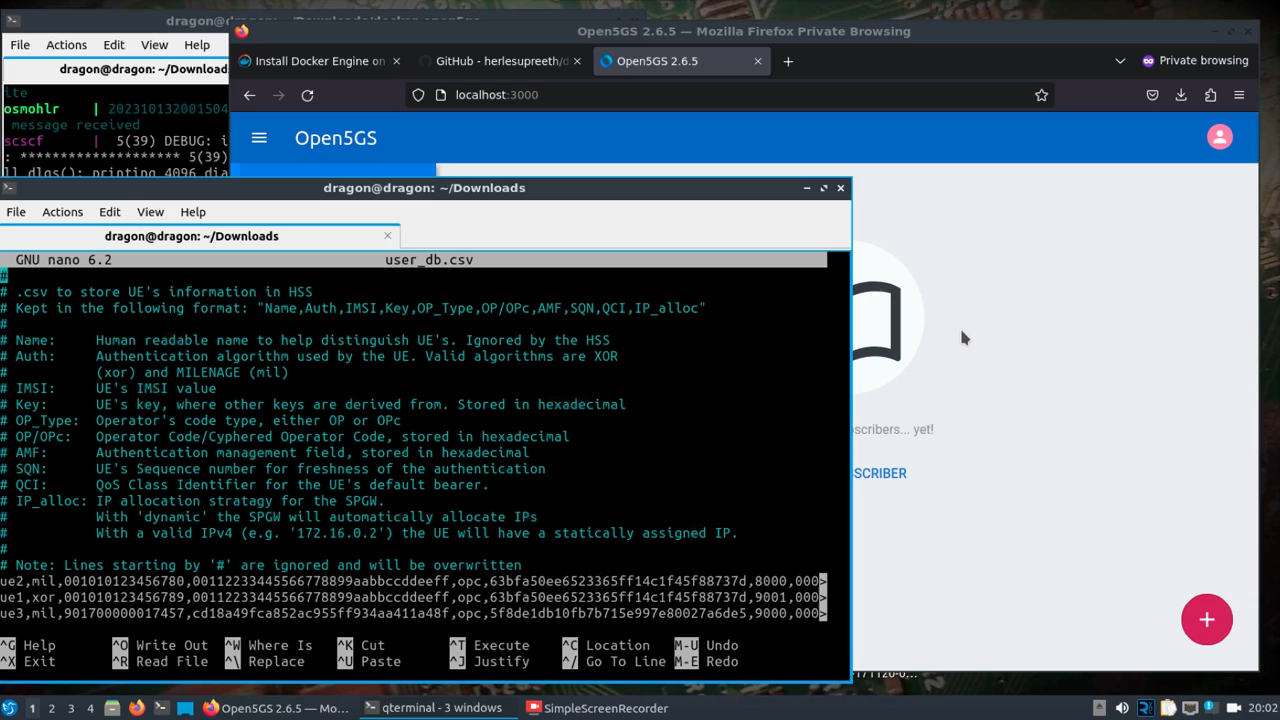 dragon@dragon: ~/Downloads/docker_open5gs
File Actions Edit View Help
dragon@dragon: ~/Downloads
ite
osmohlr | 20231013200150
message received
scscf | 5(39) DEBUG: i
: ******************** 5(39)
ll_dlgs(): printing 4096 dia
Open5GS 2.6.5 — Mozilla Firefox Private Browsing
Install Docker Engine on
GitHub - herlesupreeth/d
Open5GS 2.6.5
Private browsing
localhost:3000
Open5GS
scribers... yet!
SCRIBER
+
dragon@dragon: ~/Downloads
File Actions Edit View Help
dragon@dragon: ~/Downloads
GNU nano 6.2 user_db.csv
#
# .csv to store UE's information in HSS
# Kept in the following format: "Name,Auth,IMSI,Key,OP_Type,OP/OPc,AMF,SQN,QCI,IP_alloc"
#
# Name: Human readable name to help distinguish UE's. Ignored by the HSS
# Auth: Authentication algorithm used by the UE. Valid algorithms are XOR
# (xor) and MILENAGE (mil)
# IMSI: UE's IMSI value
# Key: UE's key, where other keys are derived from. Stored in hexadecimal
# OP_Type: Operator's code type, either OP or OPc
# OP/OPc: Operator Code/Cyphered Operator Code, stored in hexadecimal
# AMF: Authentication management field, stored in hexadecimal
# SQN: UE's Sequence number for freshness of the authentication
# QCI: QoS Class Identifier for the UE's default bearer.
# IP_alloc: IP allocation stratagy for the SPGW.
# With 'dynamic' the SPGW will automatically allocate IPs
# With a valid IPv4 (e.g. '172.16.0.2') the UE will have a statically assigned IP.
#
# Note: Lines starting by '#' are ignored and will be overwritten
ue2,mil,001010123456780,00112233445566778899aabbccddeeff,opc,63bfa50ee6523365ff14c1f45f88737d,8000,000>
ue1,xor,001010123456789,00112233445566778899aabbccddeeff,opc,63bfa50ee6523365ff14c1f45f88737d,9001,000>
ue3,mil,901700000017457,cd18a49fca852ac955ff934aa411a48f,opc,5f8de1db10fb7b715e997e80027a6de5,9000,000>
^G Help ^O Write Out ^W Where Is ^K Cut ^T Execute ^C Location M-U Undo
^X Exit ^R Read File ^\ Replace ^U Paste ^J Justify ^/ Go To Line M-E Redo
1 2 3 4 Open5GS 2.6.5 — Mo... qterminal - 3 windows SimpleScreenRecorder 20:02